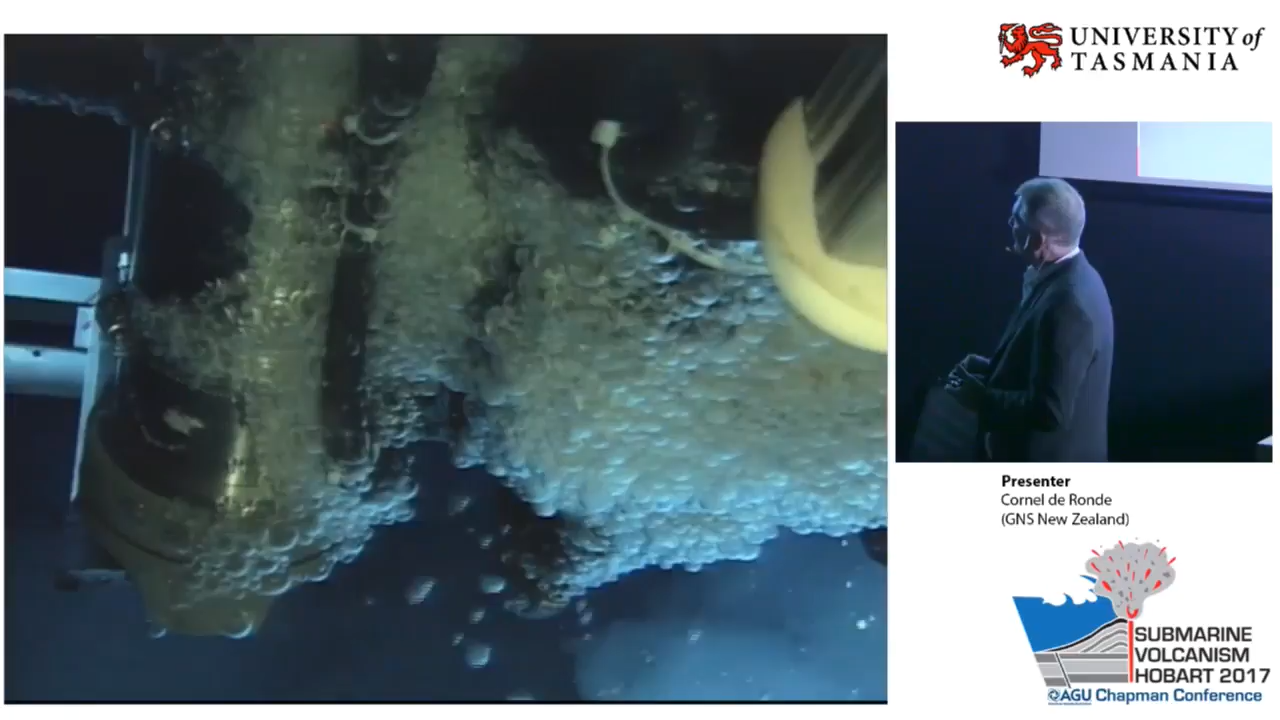 UNIVERSITY of
TASMANIA
Presenter
Cornel de Ronde
(GNS New Zealand)
SUBMARINE
VOLCANISM
HOBART 2017
AGU Chapman Conference